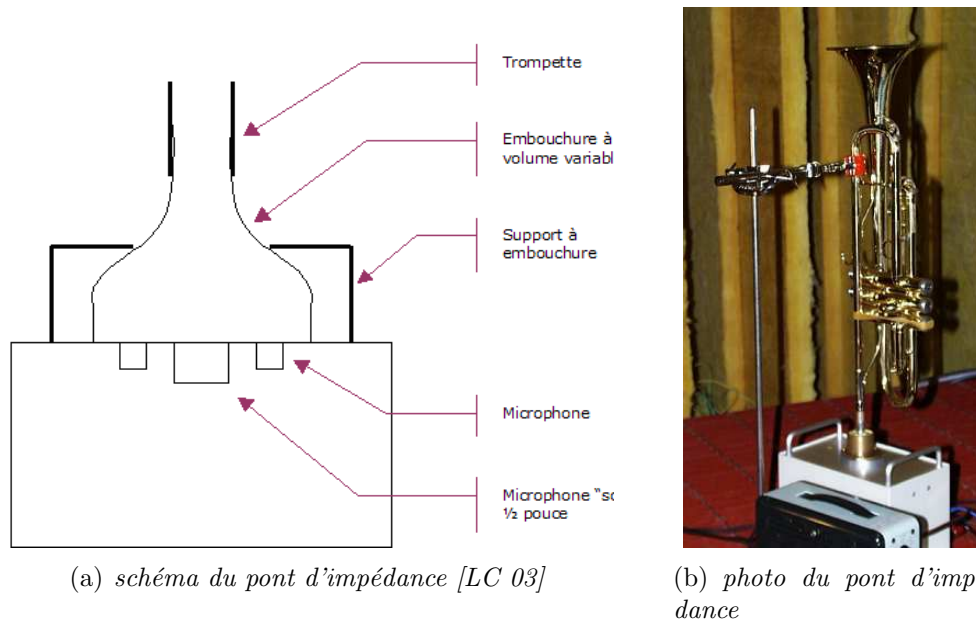 Trompette
Embouchure à
volume variabl
Support à
embouchure
Microphone
Microphone "so
½ pouce
(a) schéma du pont d'impédance [LC 03]
(b) photo du pont d'imp
dance